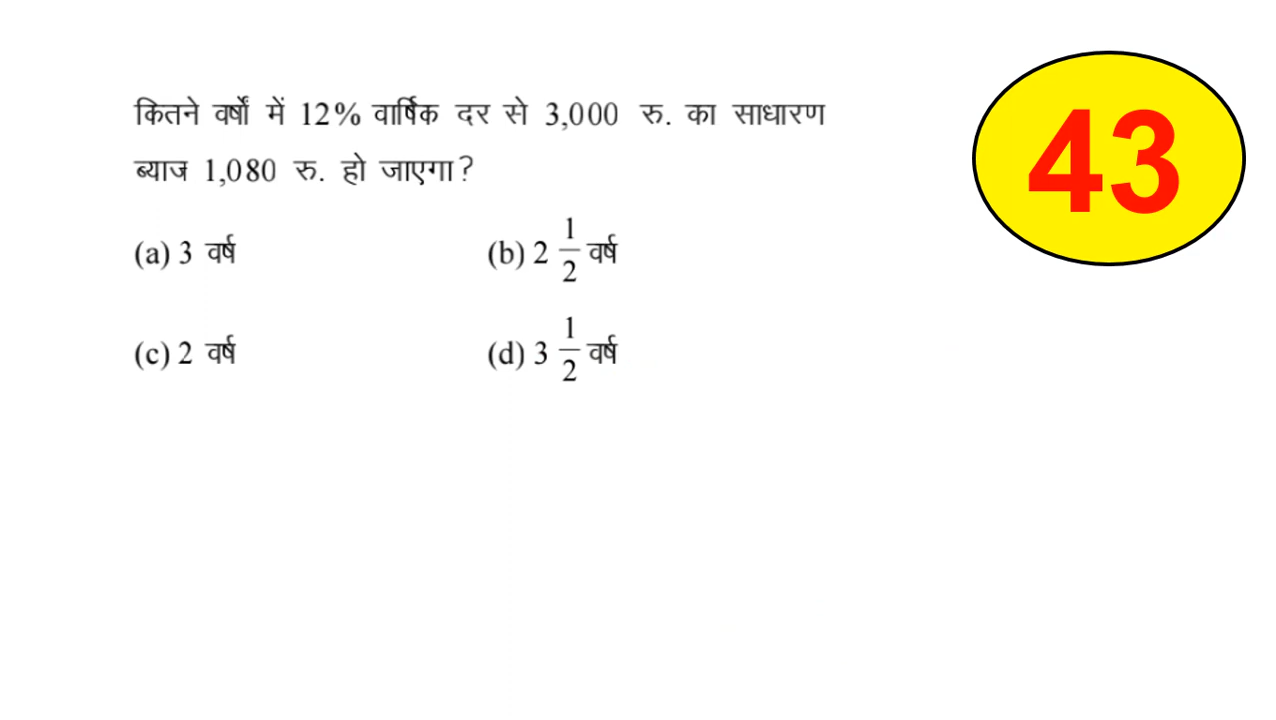 कितने वर्षों में 12% वार्षिक दर से 3,000 रु. का साधारण
ब्याज 1,080 रु. हो जाएगा?
(a) 3 वर्ष (b) 2 1/2 वर्ष
(c) 2 वर्ष (d) 3 1/2 वर्ष
43